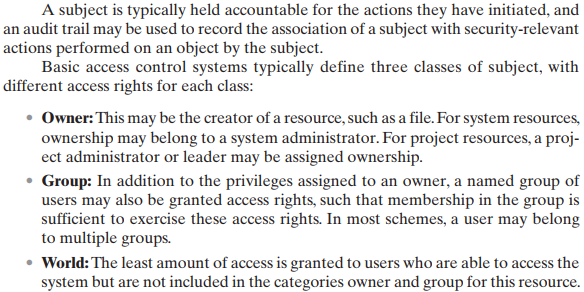 A subject is typically held accountable for the actions they have initiated, and
an audit trail may be used to record the association of a subject with security-relevant
actions performed on an object by the subject.
Basic access control systems typically define three classes of subject, with
different access rights for each class:
• Owner: This may be the creator of a resource, such as a file. For system resources,
ownership may belong to a system administrator. For project resources, a proj-
ect administrator or leader may be assigned ownership.
• Group: In addition to the privileges assigned to an owner, a named group of
users may also be granted access rights, such that membership in the group is
sufficient to exercise these access rights. In most schemes, a user may belong
to multiple groups.
• World: The least amount of access is granted to users who are able to access the
system but are not included in the categories owner and group for this resource.